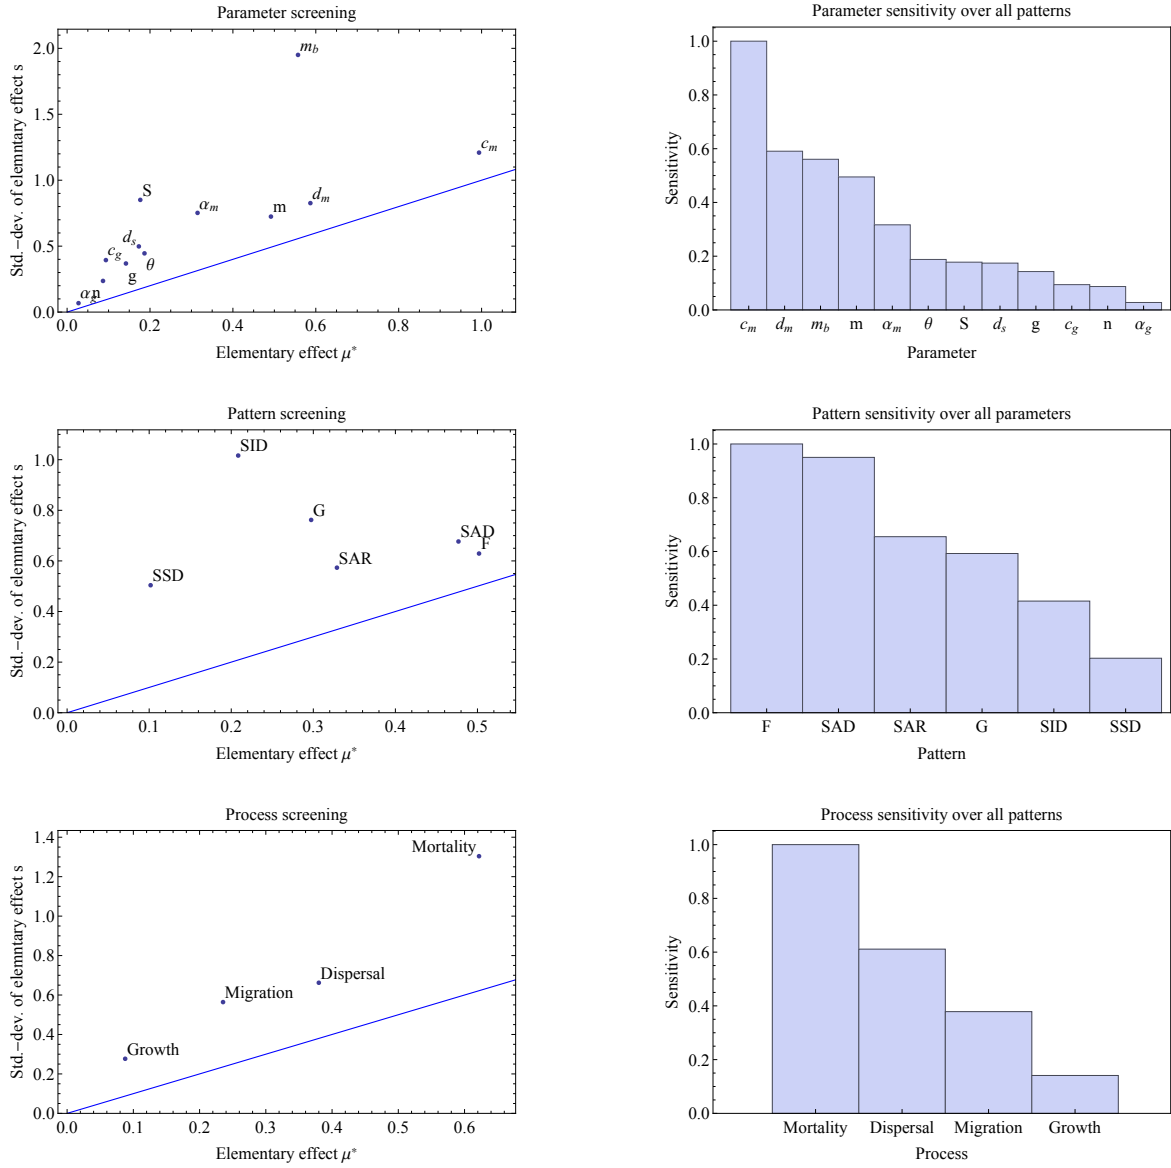 Parameter screening
Std.-dev. of elemntary effect s
2.0
1.5
1.0
0.5
0.0
m_b
c_m
S
α_m
m
d_m
d_s
c_g
θ
g
n
α_g
0.0 0.2 0.4 0.6 0.8 1.0
Elementary effect μ*
Parameter sensitivity over all patterns
Sensitivity
1.0
0.8
0.6
0.4
0.2
0.0
c_m d_m m_b m α_m θ S d_s g c_g n α_g
Parameter
Pattern screening
Std.-dev. of elemntary effect s
1.0
0.8
0.6
0.4
0.2
0.0
SID
G
SAD
F
SAR
SSD
0.0 0.1 0.2 0.3 0.4 0.5
Elementary effect μ*
Pattern sensitivity over all parameters
Sensitivity
1.0
0.8
0.6
0.4
0.2
0.0
F SAD SAR G SID SSD
Pattern
Process screening
Std.-dev. of elemntary effect s
1.4
1.2
1.0
0.8
0.6
0.4
0.2
0.0
Mortality
Dispersal
Migration
Growth
0.0 0.1 0.2 0.3 0.4 0.5 0.6
Elementary effect μ*
Process sensitivity over all patterns
Sensitivity
1.0
0.8
0.6
0.4
0.2
0.0
Mortality Dispersal Migration Growth
Process